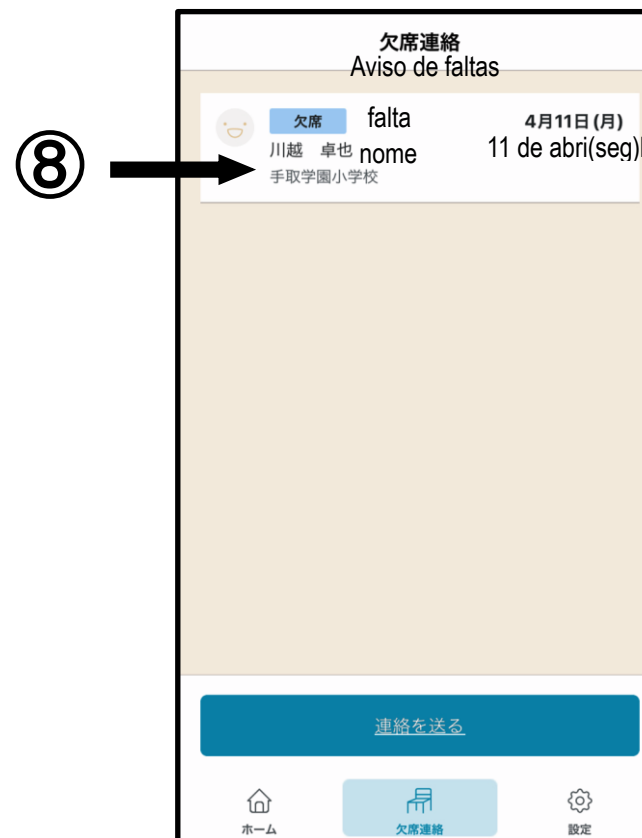 欠席連絡
Aviso de faltas
欠席 falta 4月11日(月)
川越 卓也 nome 11 de abri(seg)
⑧
手取学園小学校
連絡を送る
ホーム 欠席連絡 設定